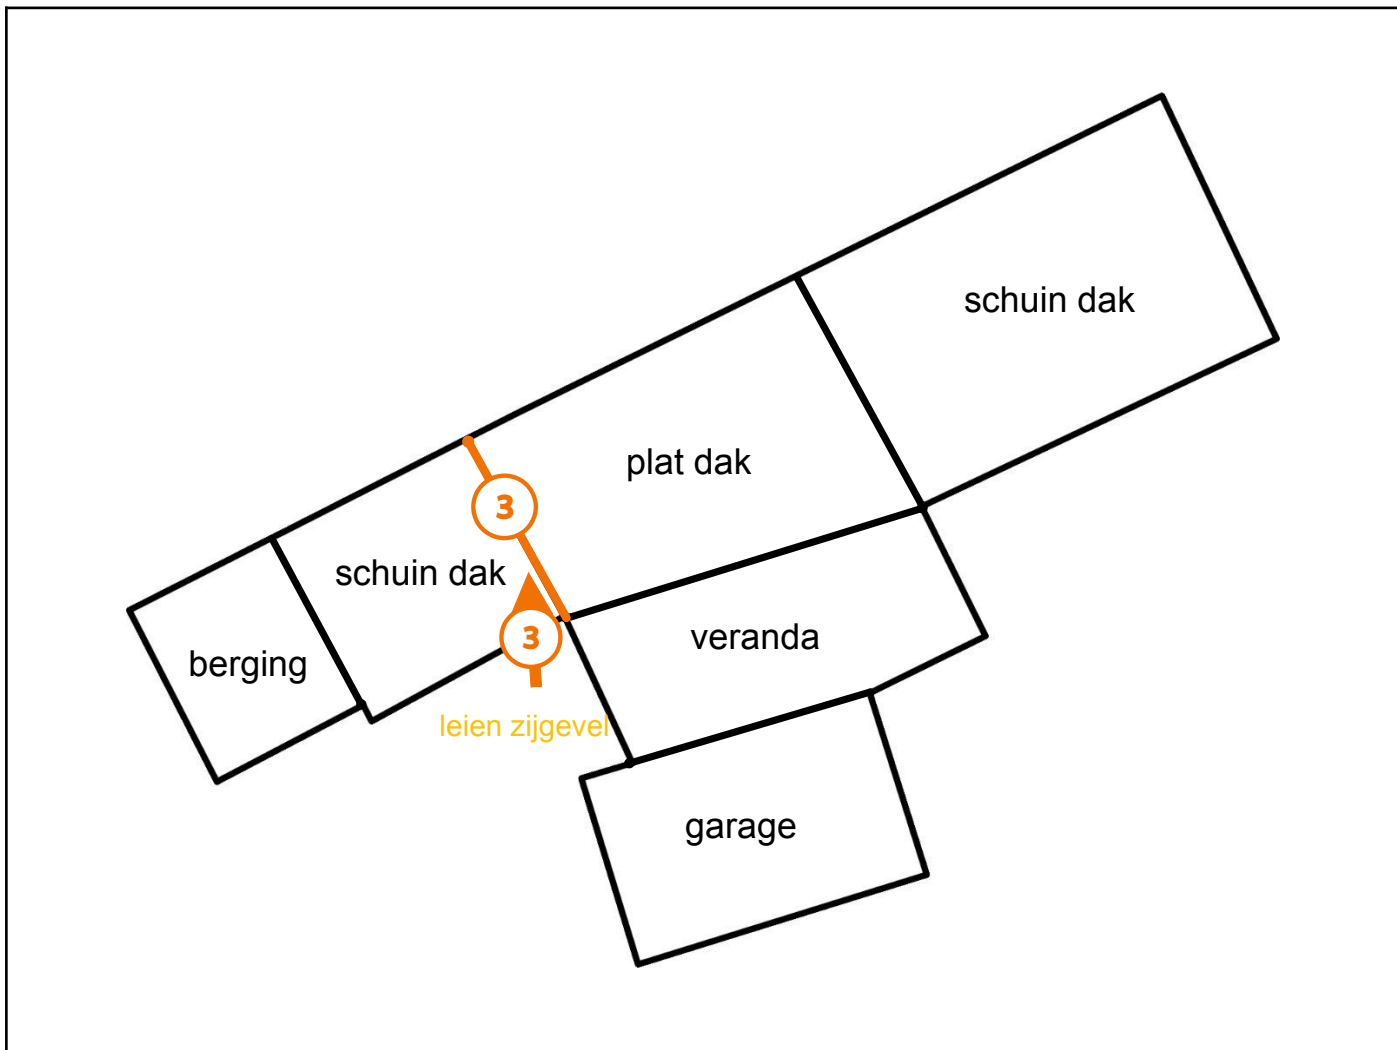 schuin dak
plat dak
3
schuin dak
3
veranda
berging
leien zijgevel
garage